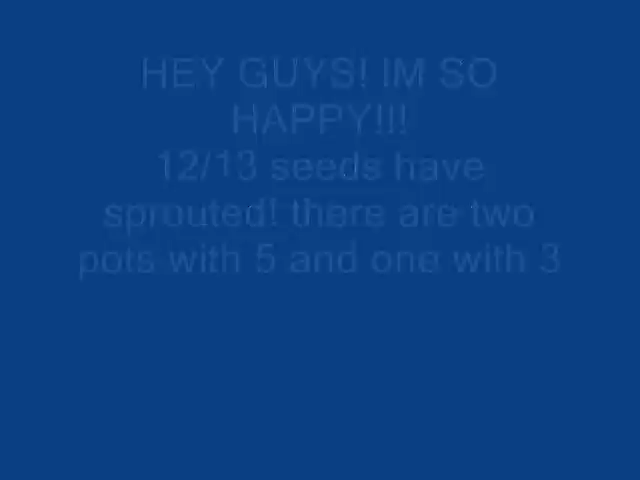 HEY GUYS! IM SO
HAPPY!!!
12/13 seeds have
sprouted! there are two
pots with 5 and one with 3